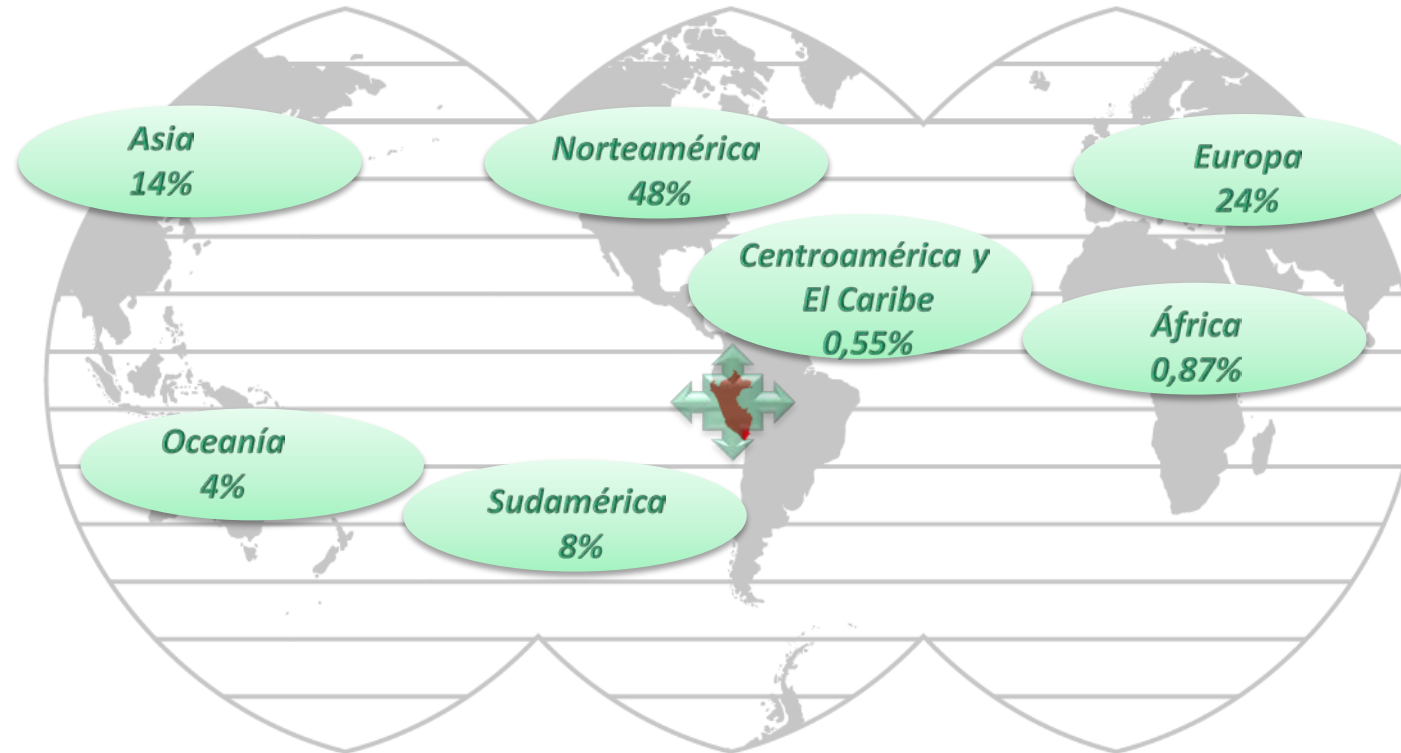 Asia
14%
Norteamérica
48%
Europa
24%
Centroamérica y
El Caribe
0,55%
África
0,87%
Oceanía
4%
Sudamérica
8%